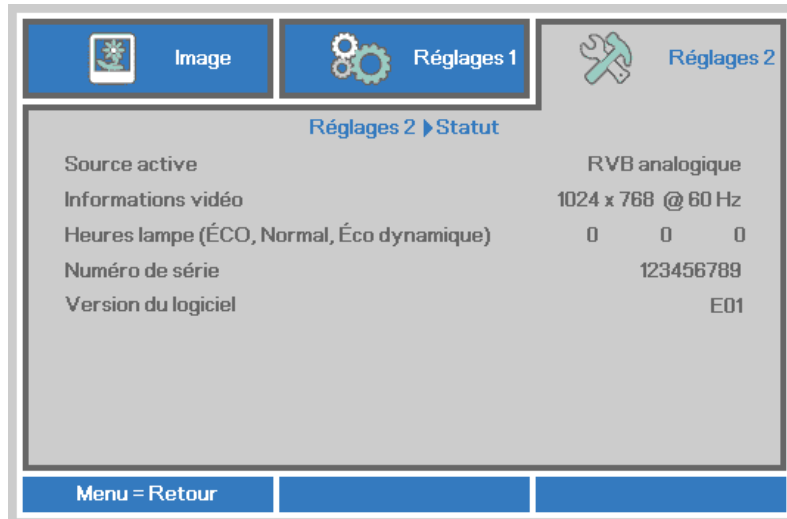 Image
Réglages 1
Réglages 2
Réglages 2 Statut
Source active RVB analogique
Informations vidéo 1024 x 768 @ 60 Hz
Heures lampe (ÉCO, Normal, Éco dynamique) 0 0 0
Numéro de série 123456789
Version du logiciel E01
Menu = Retour